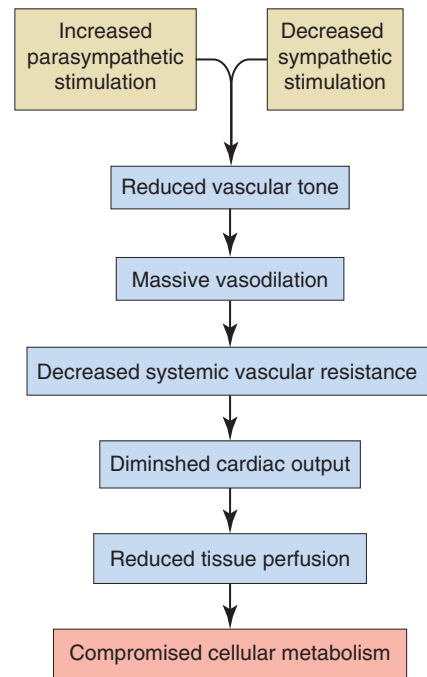 Increased
parasympathetic
stimulation
Decreased
sympathetic
stimulation
Reduced vascular tone
Massive vasodilation
Decreased systemic vascular resistance
Diminshed cardiac output
Reduced tissue perfusion
Compromised cellular metabolism